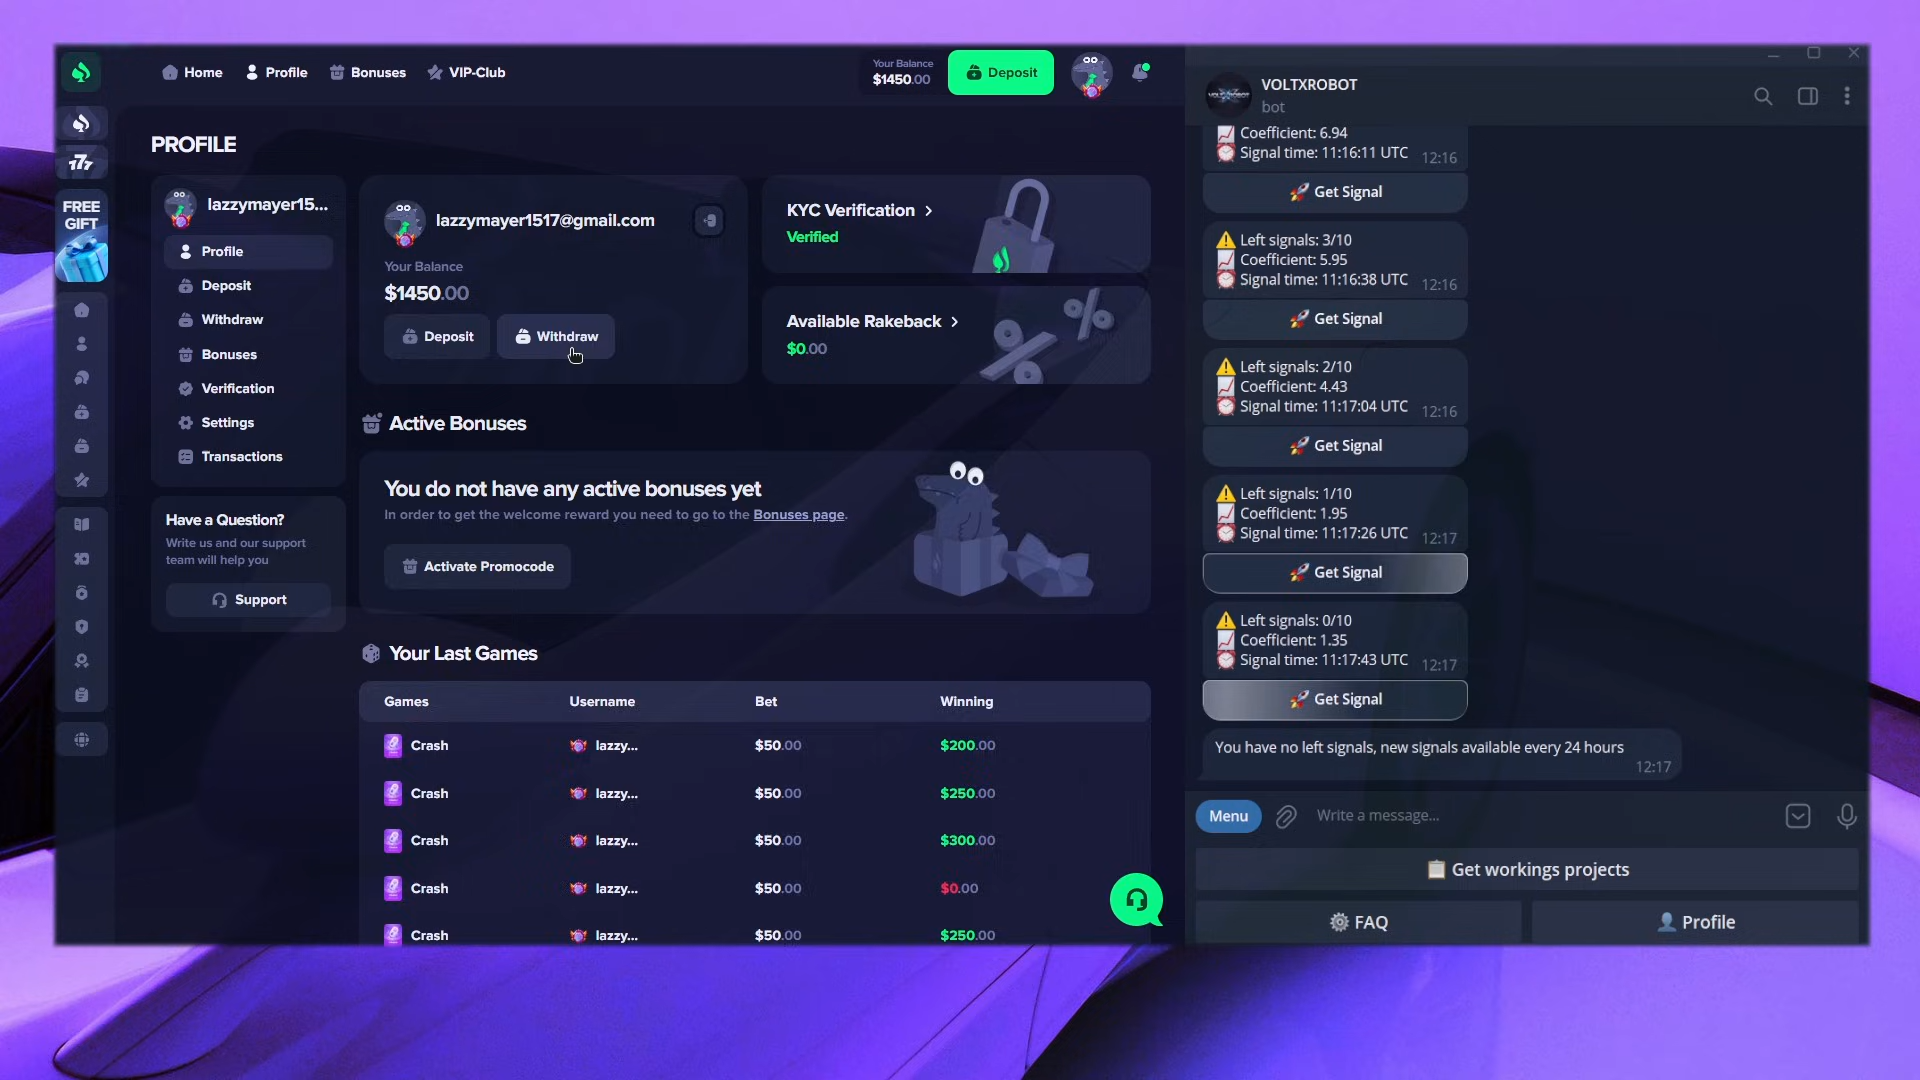 Home
Profile
Bonuses
VIP-Club
Your Balance
$1450.00
Deposit
777
FREE
GIFT
PROFILE
lazzymayer15...
Profile
Deposit
Withdraw
Bonuses
Verification
Settings
Transactions
Have a Question?
Write us and our support
team will help you
Support
lazzymayer1517@gmail.com
Your Balance
$1450.00
Deposit
Withdraw
KYC Verification >
Verified
Available Rakeback >
$0.00
Active Bonuses
You do not have any active bonuses yet
In order to get the welcome reward you need to go to the Bonuses page.
Activate Promocode
Your Last Games
Games Username Bet Winning
Crash lazzy... $50.00 $200.00
Crash lazzy... $50.00 $250.00
Crash lazzy... $50.00 $300.00
Crash lazzy... $50.00 $0.00
Crash lazzy... $50.00 $250.00
VOLTXROBOT
VOLTXROBOT
bot
Coefficient: 6.94
Signal time: 11:16:11 UTC 12:16
Get Signal
Left signals: 3/10
Coefficient: 5.95
Signal time: 11:16:38 UTC 12:16
Get Signal
Left signals: 2/10
Coefficient: 4.43
Signal time: 11:17:04 UTC 12:16
Get Signal
Left signals: 1/10
Coefficient: 1.95
Signal time: 11:17:26 UTC 12:17
Get Signal
Left signals: 0/10
Coefficient: 1.35
Signal time: 11:17:43 UTC 12:17
Get Signal
You have no left signals, new signals available every 24 hours
12:17
Menu
Write a message...
Get workings projects
FAQ
Profile